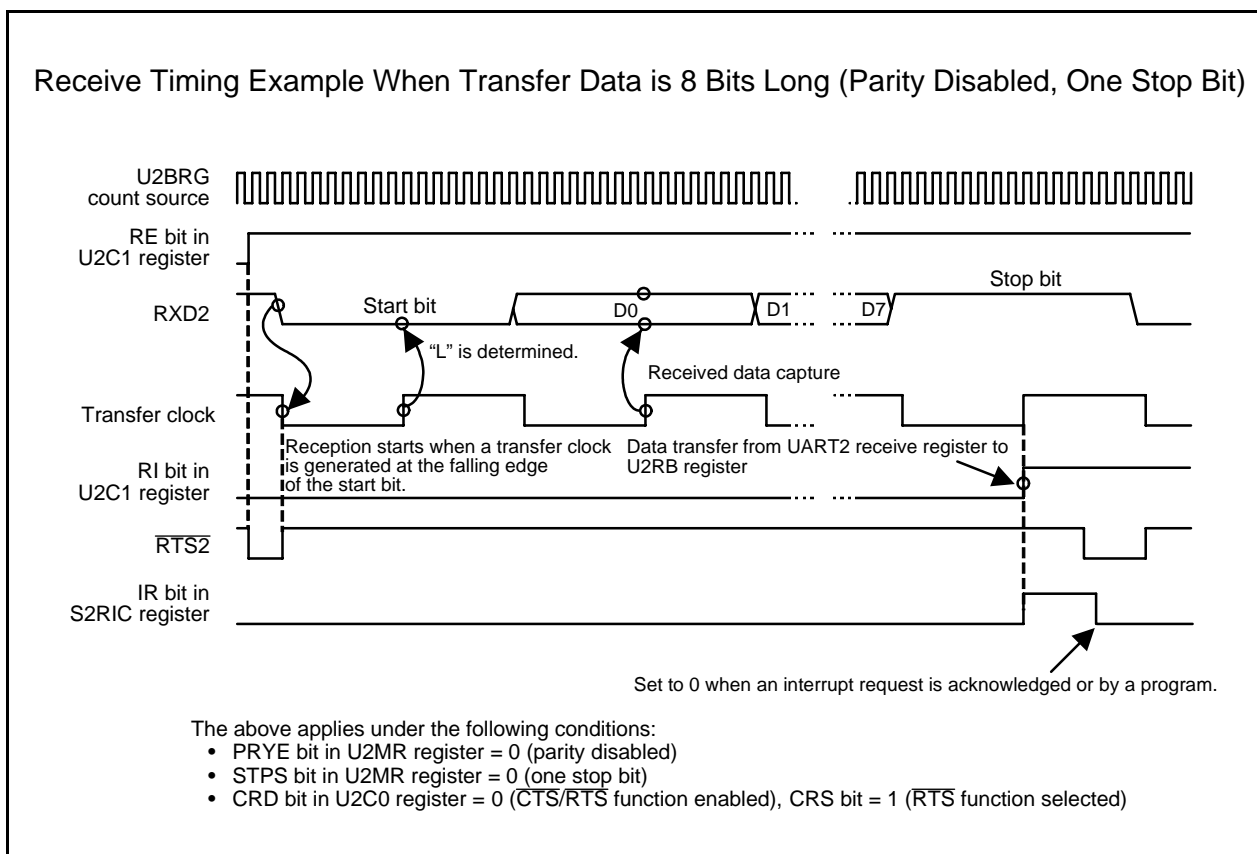 Receive Timing Example When Transfer Data is 8 Bits Long (Parity Disabled, One Stop Bit)
U2BRG
count source
RE bit in
U2C1 register
Stop bit
RXD2
Start bit
D0
D1
D7
“L” is determined.
Received data capture
Transfer clock
Reception starts when a transfer clock
is generated at the falling edge
of the start bit.
Data transfer from UART2 receive register to
U2RB register
RI bit in
U2C1 register
RTS2
IR bit in
S2RIC register
Set to 0 when an interrupt request is acknowledged or by a program.
The above applies under the following conditions:
• PRYE bit in U2MR register = 0 (parity disabled)
• STPS bit in U2MR register = 0 (one stop bit)
• CRD bit in U2C0 register = 0 (CTS/RTS function enabled), CRS bit = 1 (RTS function selected)